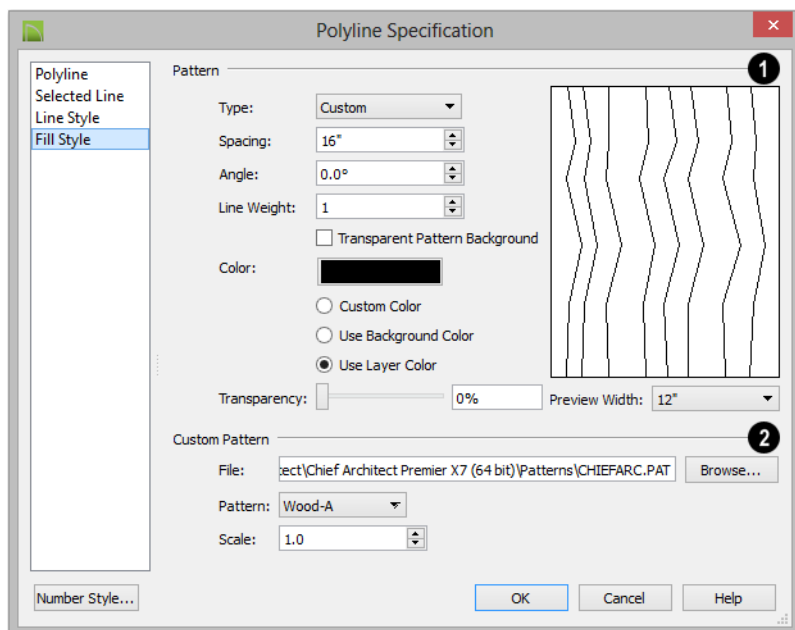 Polyline Specification
×
Polyline
Selected Line
Line Style
Fill Style
Pattern
1
Type: Custom
Spacing: 16"
Angle: 0.0°
Line Weight: 1
Transparent Pattern Background
Color:
Custom Color
Use Background Color
Use Layer Color
Transparency: 0%
Preview Width: 12"
Custom Pattern
2
File: :ect\Chief Architect Premier X7 (64 bit)\Patterns\CHIEFARC.PAT Browse...
Pattern: Wood-A
Scale: 1.0
Number Style... OK Cancel Help